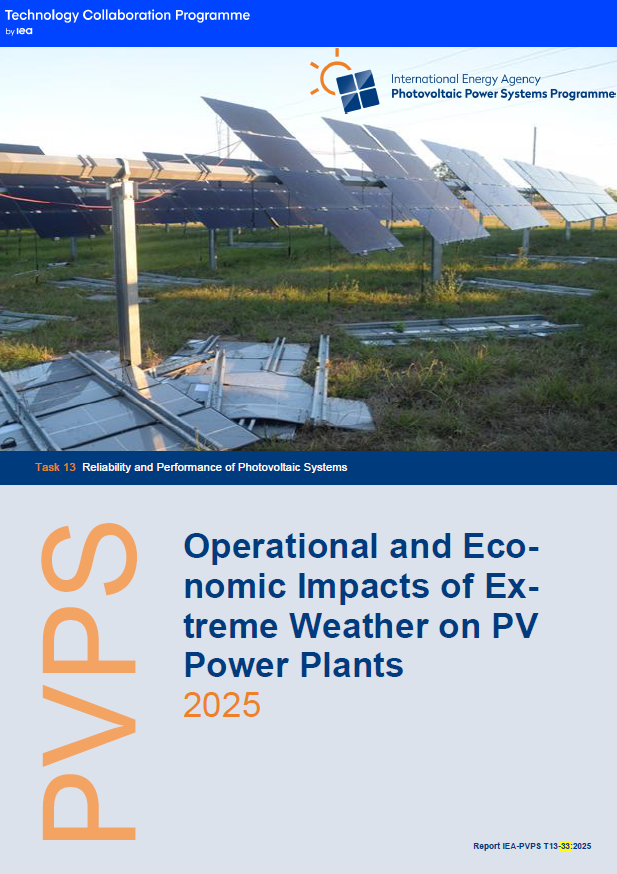 Technology Collaboration Programme
by iea
International Energy Agency
Photovoltaic Power Systems Programme
Task 13 Reliability and Performance of Photovoltaic Systems
PVPS
Operational and Eco-
nomic Impacts of Ex-
treme Weather on PV
Power Plants
2025
Report IEA-PVPS T13-33:2025